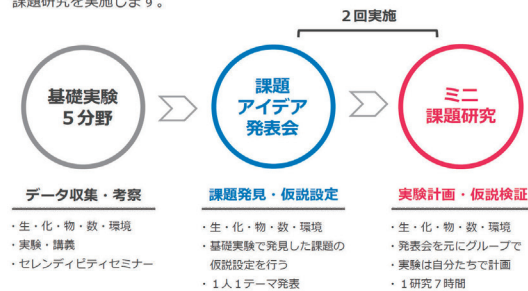 課題研究を実施します。
2回実施
基礎実験
5分野
課題
アイデア
発表会
ミニ
課題研究
データ収集・考察
・生・化・物・数・環境
・実験・講義
・セレンディピティセミナー
課題発見・仮説設定
・生・化・物・数・環境
・基礎実験で発見した課題の
仮説設定を行う
・1人1テーマ発表
実験計画・仮説検証
・生・化・物・数・環境
・発表会を元にグループで
・実験は自分たちで計画
・1研究7時間